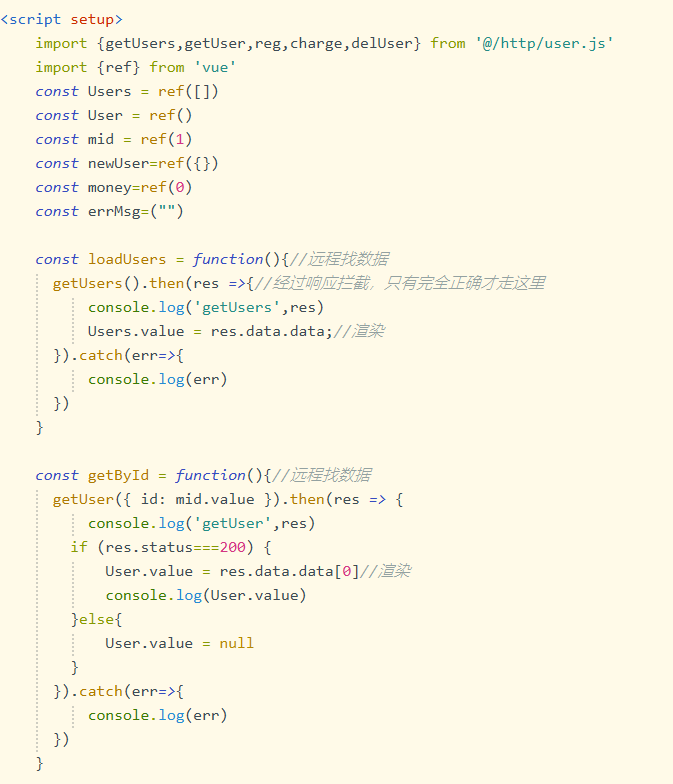 <script setup>
import {getUsers,getUser,reg,charge,delUser} from '@/http/user.js'
import {ref} from 'vue'
const Users = ref([])
const User = ref()
const mid = ref(1)
const newUser=ref({})
const money=ref(0)
const errMsg=("")
const loadUsers = function(){//远程找数据
getUsers().then(res =>{//经过响应拦截，只有完全正确才走这里
console.log('getUsers',res)
Users.value = res.data.data;//渲染
}).catch(err=>{
console.log(err)
})
}
const getById = function(){//远程找数据
getUser({ id: mid.value }).then(res => {
console.log('getUser',res)
if (res.status===200) {
User.value = res.data.data[0]//渲染
console.log(User.value)
}else{
User.value = null
}
}).catch(err=>{
console.log(err)
})
}